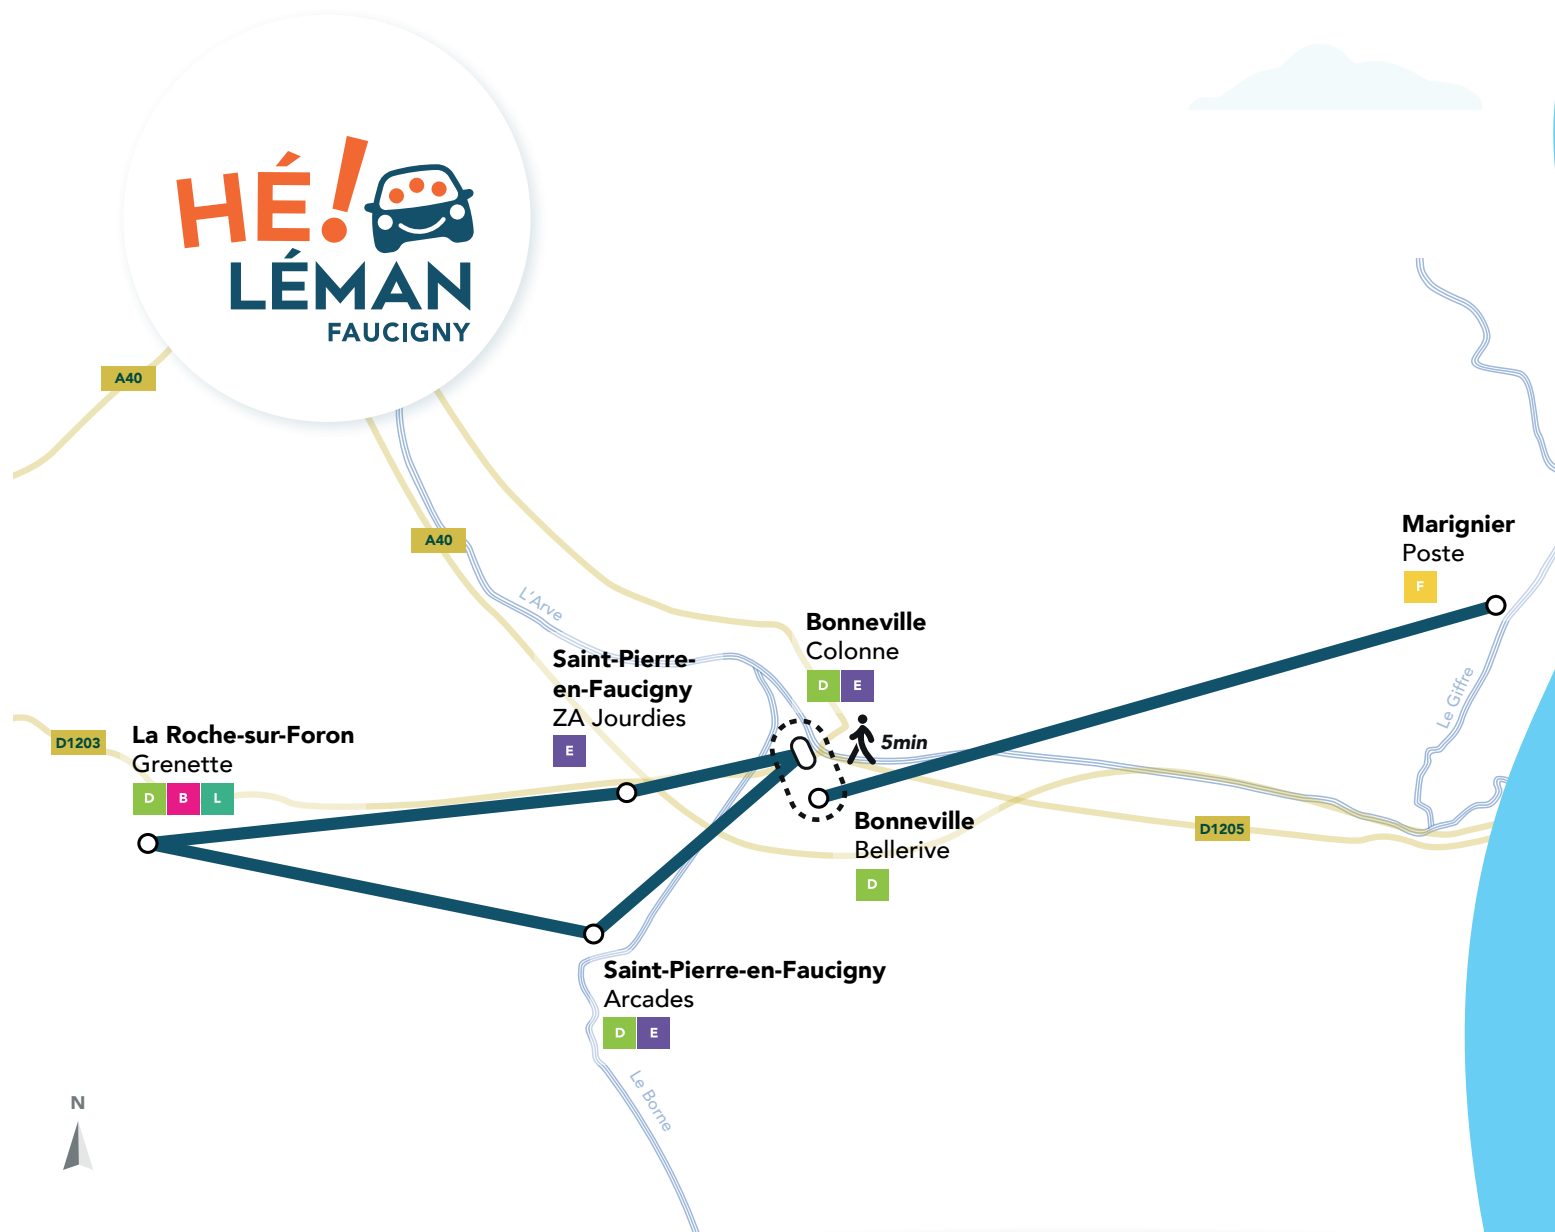 HÉ!
LÉMAN
FAUCIGNY
A40
A40
L'Arve
Marignier
Poste
F
Bonneville
Colonne
D E
5min
Saint-Pierre-
en-Faucigny
ZA Jourdies
E
Le Giffre
D1203
La Roche-sur-Foron
Grenette
D B L
Bonneville
Bellerive
D
D1205
Saint-Pierre-en-Faucigny
Arcades
D E
Le Borne
N